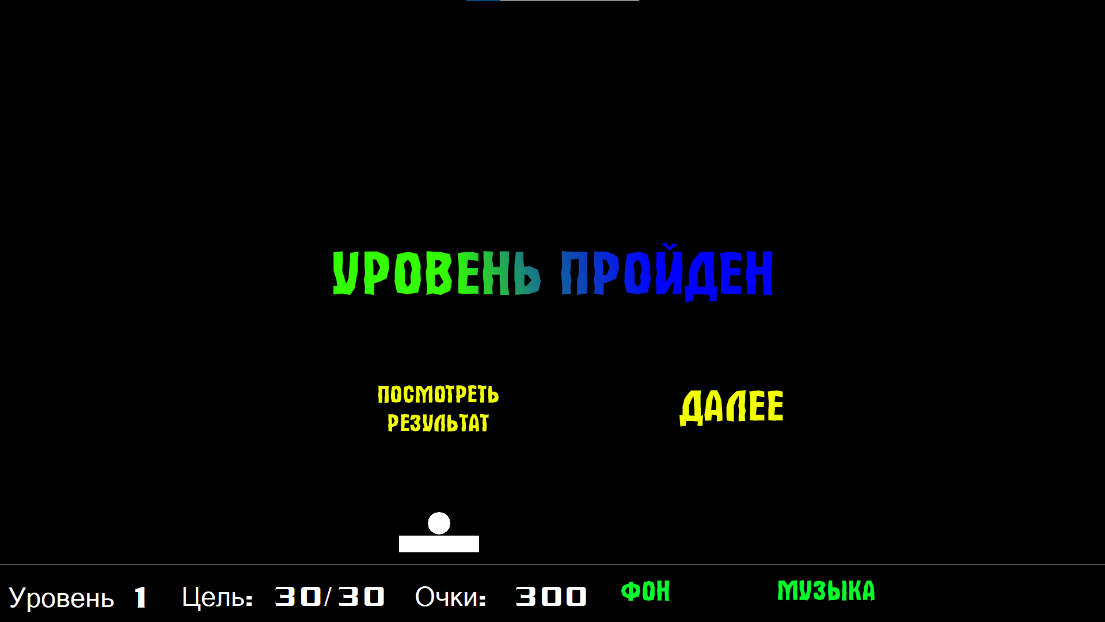 УРОВЕНЬ ПРОЙДЕН
ПОСМОТРЕТЬ
РЕЗУЛЬТАТ
ДАЛЕЕ
Уровень 1 Цель: 30/30 Очки: 300 ФОН МУЗЫКА